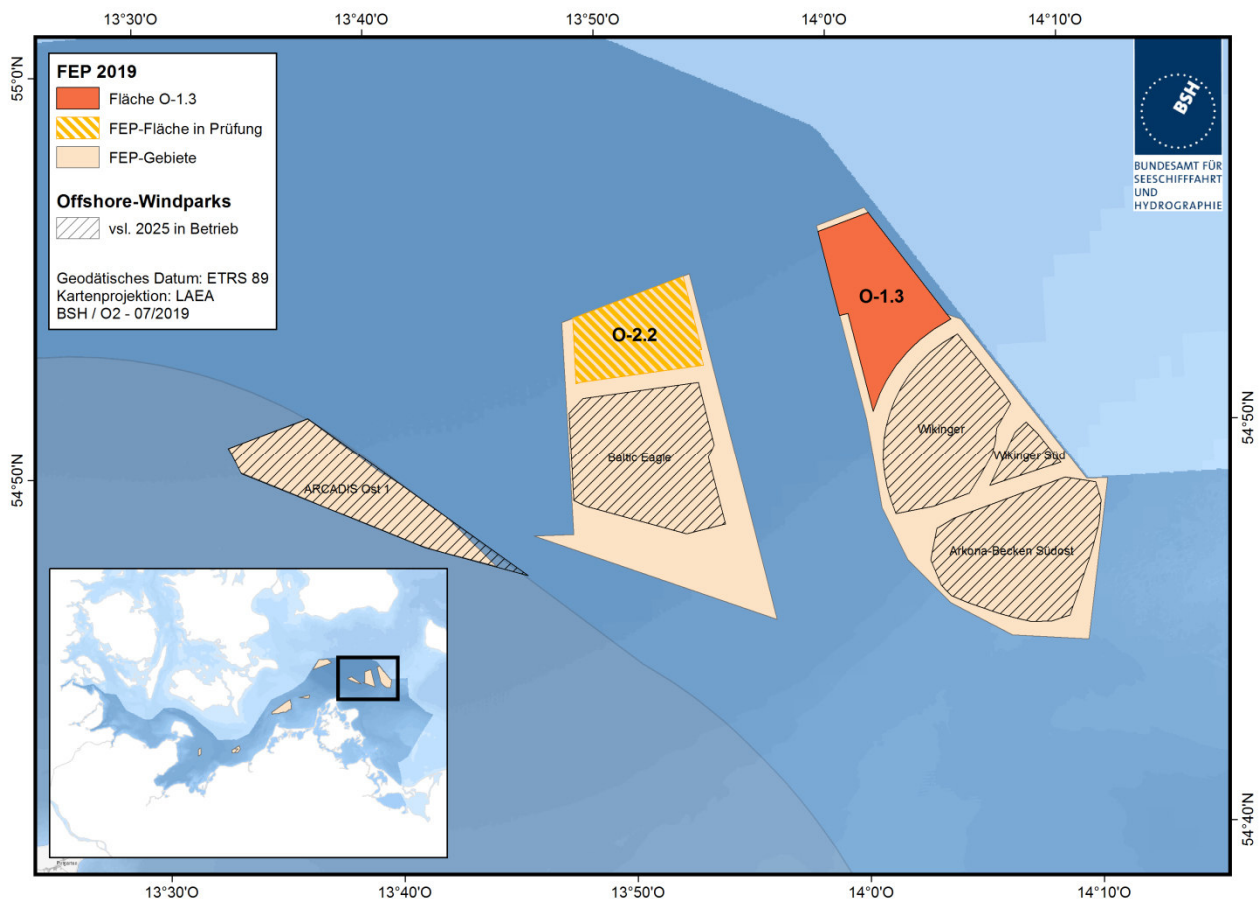 13°30'O 13°40'O 13°50'O 14°0'O 14°10'O
55°0'N
FEP 2019
Fläche O-1.3
FEP-Fläche in Prüfung
FEP-Gebiete
Offshore-Windparks
vsl. 2025 in Betrieb
Geodätisches Datum: ETRS 89
Kartenprojektion: LAEA
BSH / O2 - 07/2019
BSH
BUNDESAMT FÜR
SEESCHIFFFAHRT
UND
HYDROGRAPHIE
O-1.3
O-2.2
54°50'N
Wikinger
Wikinger Süd
Baltic Eagle
54°50'N
ARCADIS Ost 1
Arkona-Becken Südost
54°40'N
13°30'O 13°40'O 13°50'O 14°0'O 14°10'O